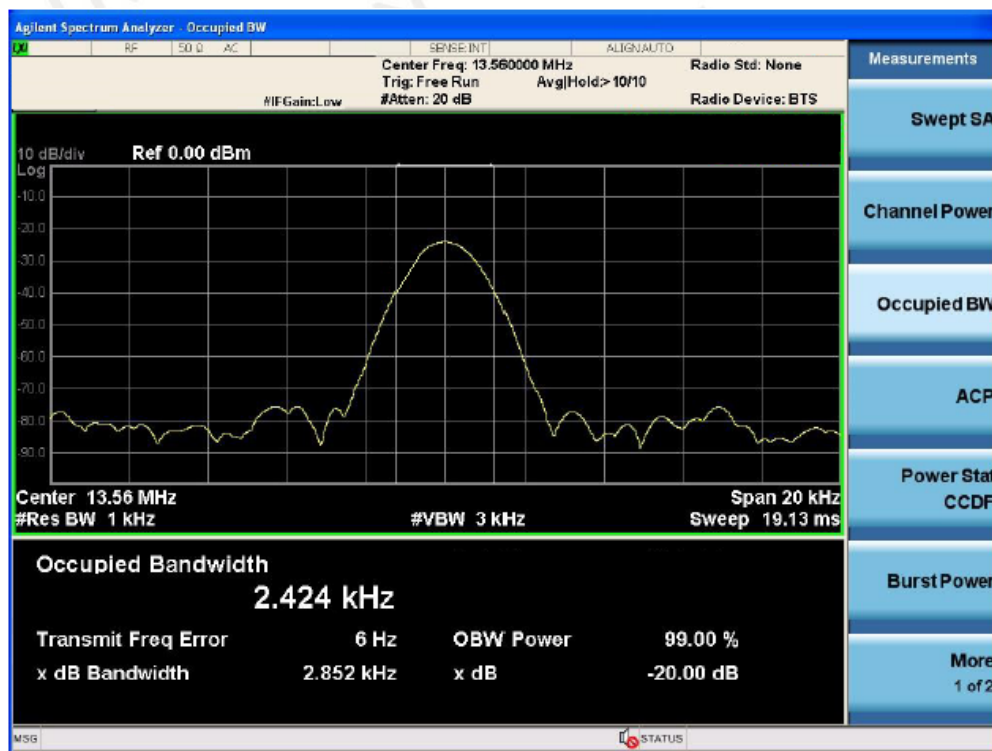 Agilent Spectrum Analyzer - Occupied BW
RF 50 Ω AC SENSE:INT ALIGNAUTO
Center Freq: 13.560000 MHz Radio Std: None
Trig: Free Run Avg|Hold:> 10/10
#IFGain:Low #Atten: 20 dB Radio Device: BTS
10 dB/div Ref 0.00 dBm
Log
-10.0
-20.0
-30.0
-40.0
-50.0
-60.0
-70.0
-80.0
-90.0
Center 13.56 MHz Span 20 kHz
#Res BW 1 kHz #VBW 3 kHz Sweep 19.13 ms
Occupied Bandwidth
2.424 kHz
Transmit Freq Error 6 Hz OBW Power 99.00 %
x dB Bandwidth 2.852 kHz x dB -20.00 dB
MSG STATUS
Measurements
Swept SA
Channel Power
Occupied BW
ACP
Power Stat
CCDF
Burst Power
More
1 of 2